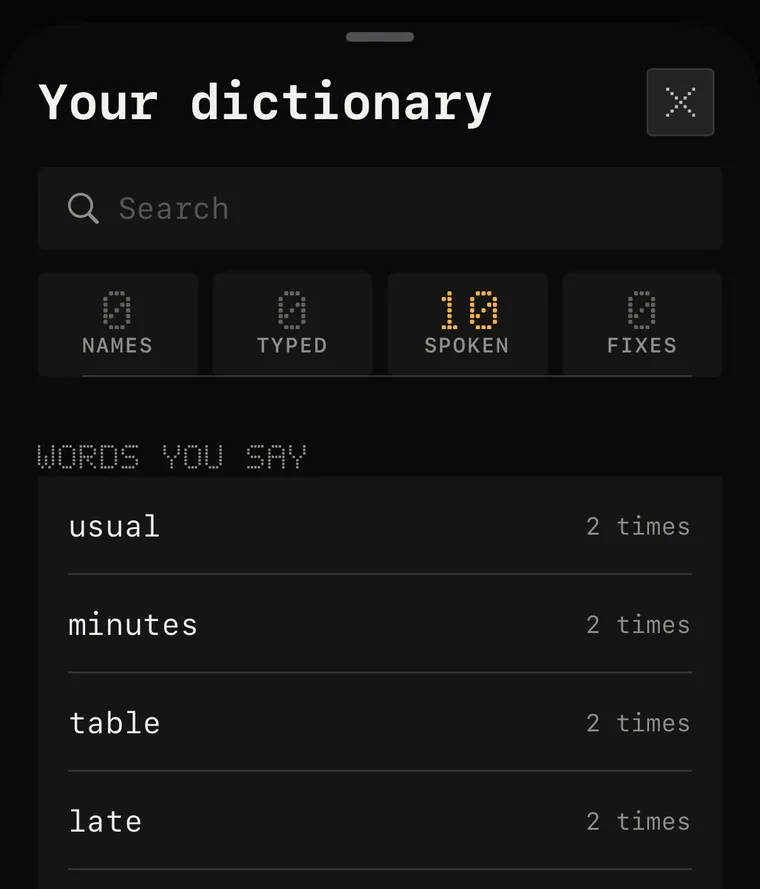 Your dictionary
Search
0 0 10 0
NAMES TYPED SPOKEN FIXES
WORDS YOU SAY
usual 2 times
minutes 2 times
table 2 times
late 2 times